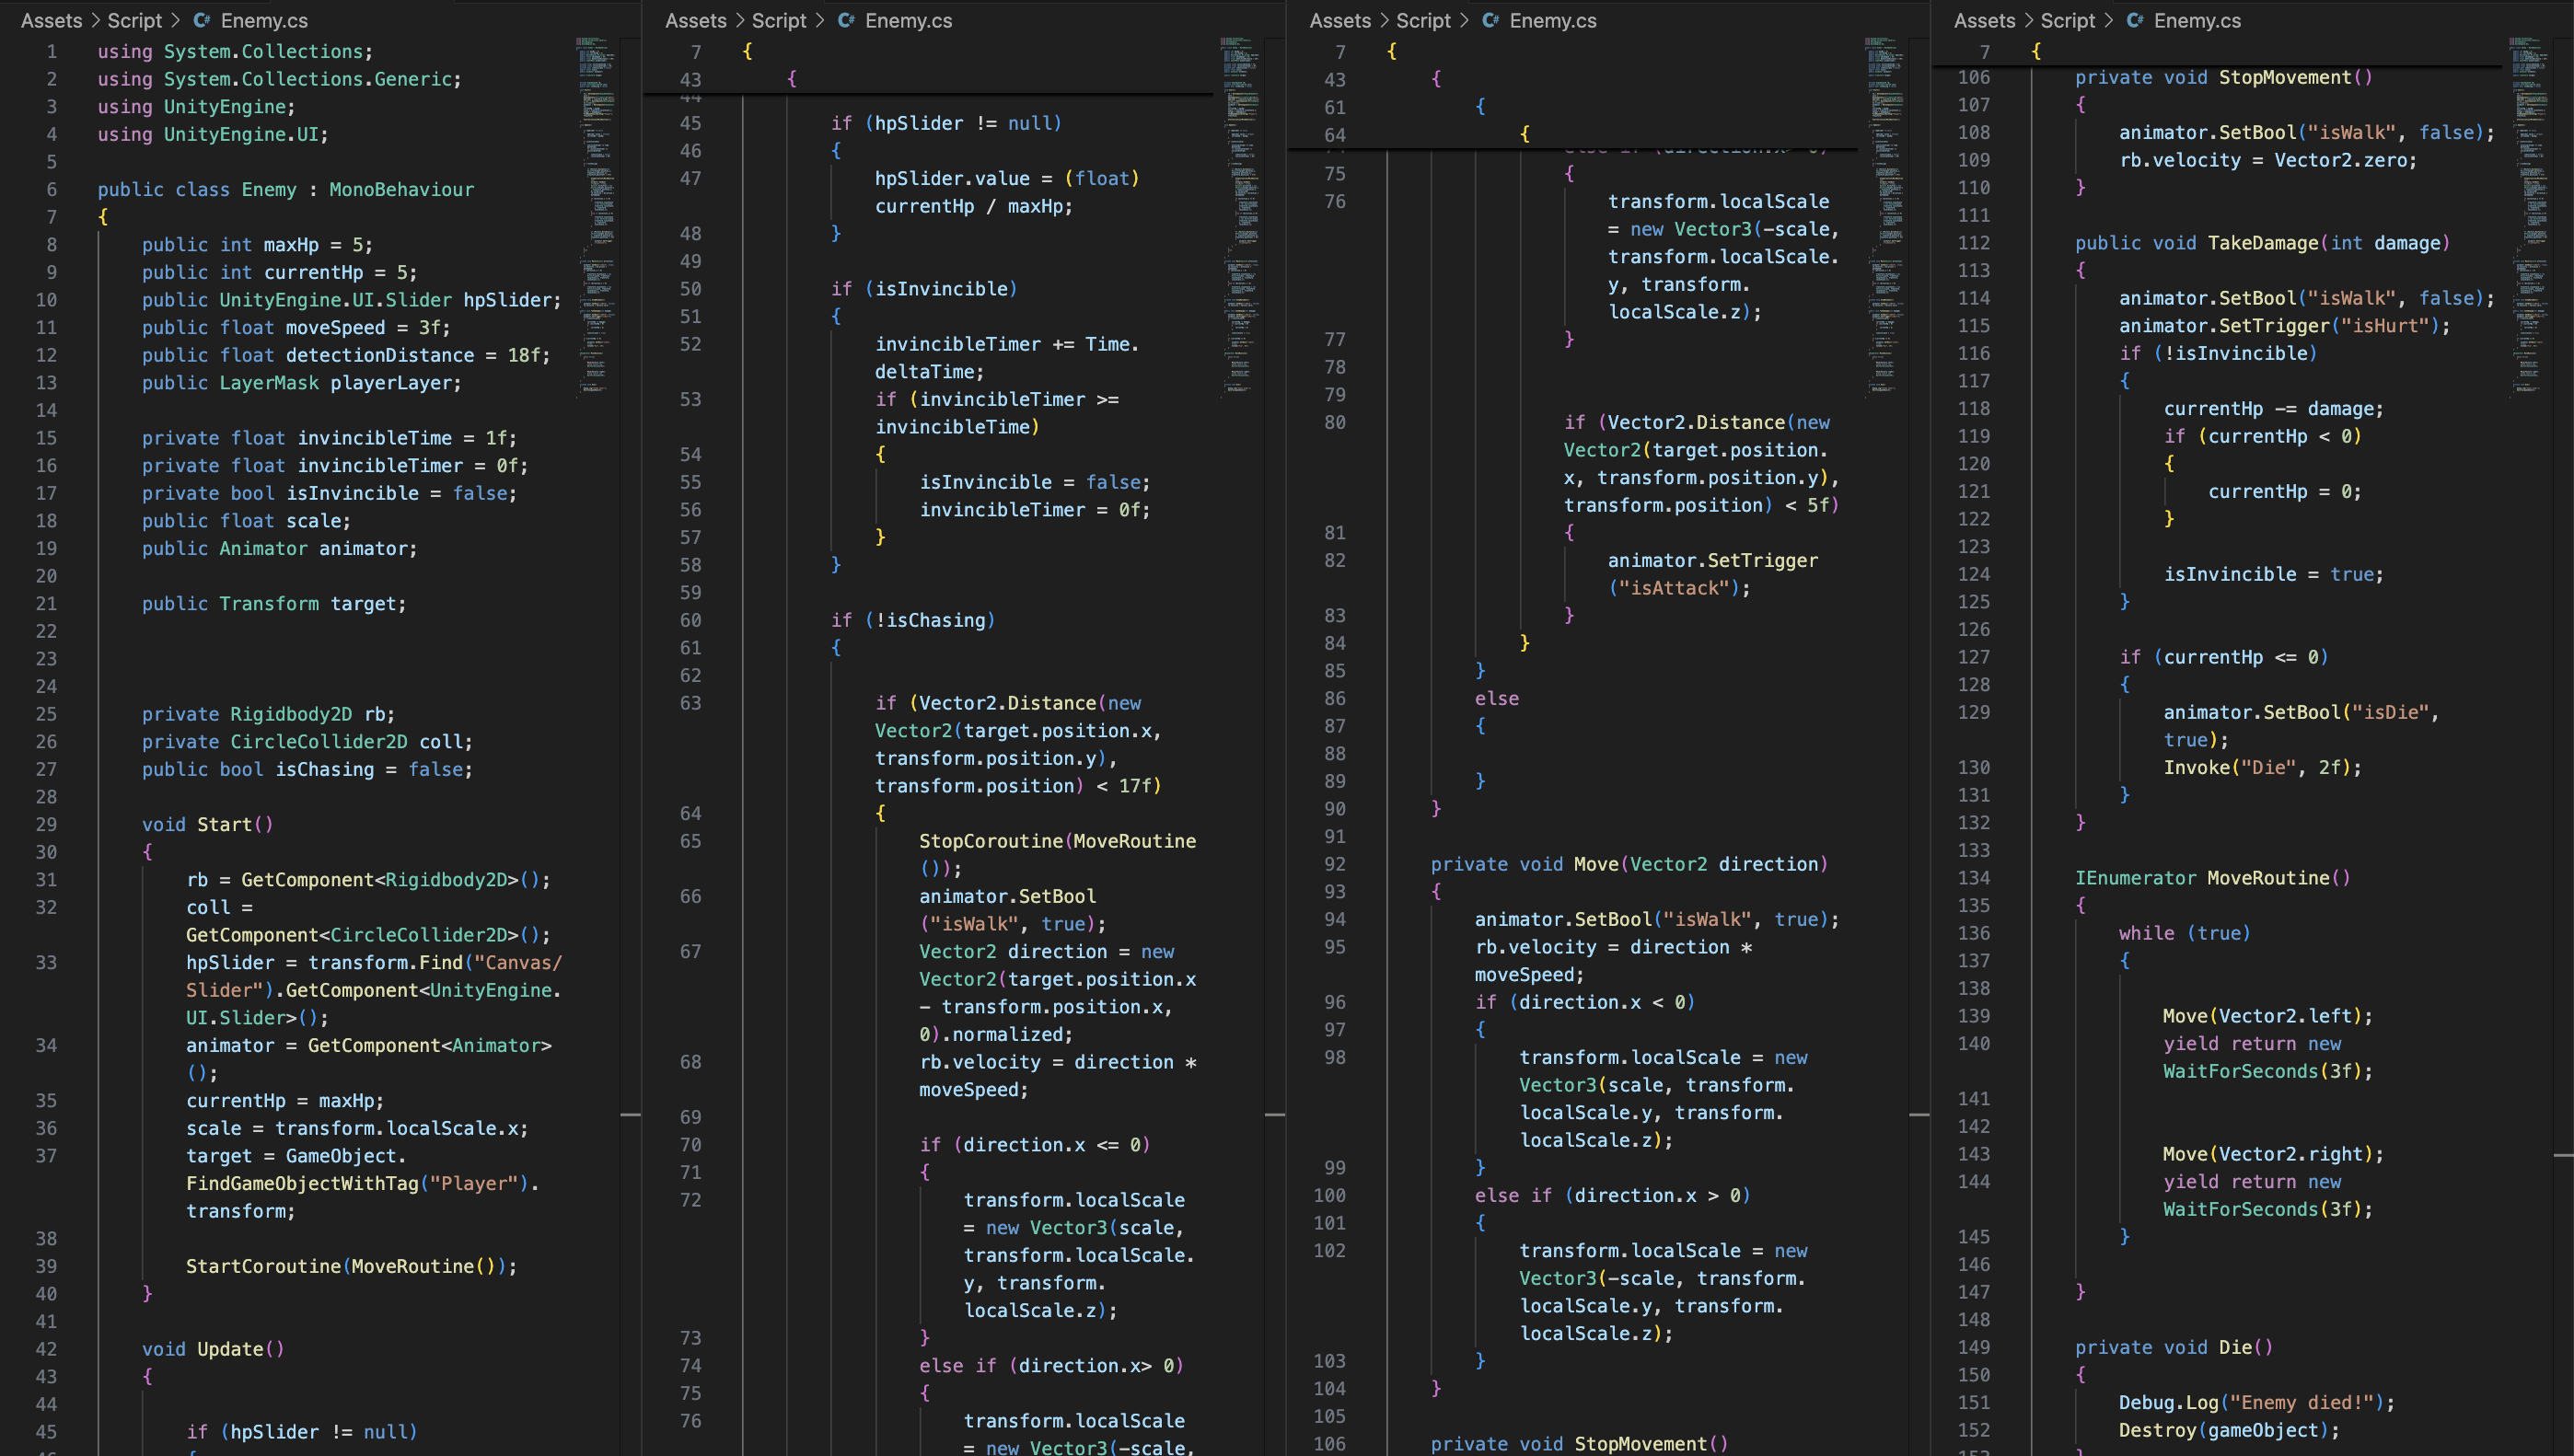 Assets > Script > C# Enemy.cs
1 using System.Collections;
2 using System.Collections.Generic;
3 using UnityEngine;
4 using UnityEngine.UI;
5
6 public class Enemy : MonoBehaviour
7 {
8 public int maxHp = 5;
9 public int currentHp = 5;
10 public UnityEngine.UI.Slider hpSlider;
11 public float moveSpeed = 3f;
12 public float detectionDistance = 18f;
13 public LayerMask playerLayer;
14
15 private float invincibleTime = 1f;
16 private float invincibleTimer = 0f;
17 private bool isInvincible = false;
18 public float scale;
19 public Animator animator;
20
21 public Transform target;
22
23
24
25 private Rigidbody2D rb;
26 private CircleCollider2D coll;
27 public bool isChasing = false;
28
29 void Start()
30 {
31 rb = GetComponent<Rigidbody2D>();
32 coll =
GetComponent<CircleCollider2D>();
33 hpSlider = transform.Find("Canvas/
Slider").GetComponent<UnityEngine.
UI.Slider>();
34 animator = GetComponent<Animator>
();
35 currentHp = maxHp;
36 scale = transform.localScale.x;
37 target = GameObject.
FindGameObjectWithTag("Player").
transform;
38
39 StartCoroutine(MoveRoutine());
40 }
41
42 void Update()
43 {
44
45 if (hpSlider != null)
Assets > Script > C# Enemy.cs
7 {
43 {
44
45 if (hpSlider != null)
46 {
47 hpSlider.value = (float)
currentHp / maxHp;
48 }
49
50 if (isInvincible)
51 {
52 invincibleTimer += Time.
deltaTime;
53 if (invincibleTimer >=
invincibleTime)
54 {
55 isInvincible = false;
56 invincibleTimer = 0f;
57 }
58 }
59
60 if (!isChasing)
61 {
62
63 if (Vector2.Distance(new
Vector2(target.position.x,
transform.position.y),
transform.position) < 17f)
64 {
65 StopCoroutine(MoveRoutine
());
66 animator.SetBool
("isWalk", true);
67 Vector2 direction = new
Vector2(target.position.x
- transform.position.x,
0).normalized;
68 rb.velocity = direction *
moveSpeed;
69
70 if (direction.x <= 0)
71 {
72 transform.localScale
= new Vector3(scale,
transform.localScale.
y, transform.
localScale.z);
73 }
74 else if (direction.x> 0)
75 {
76 transform.localScale
= new Vector3(-scale,
Assets > Script > C# Enemy.cs
7 {
43 {
61 {
64 {
74 else if (direction.x> 0)
75 {
76 transform.localScale
= new Vector3(-scale,
transform.localScale.
y, transform.
localScale.z);
77 }
78
79
80 if (Vector2.Distance(new
Vector2(target.position.
x, transform.position.y),
transform.position) < 5f)
81 {
82 animator.SetTrigger
("isAttack");
83 }
84 }
85 }
86 else
87 {
88
89 }
90 }
91
92 private void Move(Vector2 direction)
93 {
94 animator.SetBool("isWalk", true);
95 rb.velocity = direction *
moveSpeed;
96 if (direction.x < 0)
97 {
98 transform.localScale = new
Vector3(scale, transform.
localScale.y, transform.
localScale.z);
99 }
100 else if (direction.x > 0)
101 {
102 transform.localScale = new
Vector3(-scale, transform.
localScale.y, transform.
localScale.z);
103 }
104 }
105
106 private void StopMovement()
Assets > Script > C# Enemy.cs
7 {
106 private void StopMovement()
107 {
108 animator.SetBool("isWalk", false);
109 rb.velocity = Vector2.zero;
110 }
111
112 public void TakeDamage(int damage)
113 {
114 animator.SetBool("isWalk", false);
115 animator.SetTrigger("isHurt");
116 if (!isInvincible)
117 {
118 currentHp -= damage;
119 if (currentHp < 0)
120 {
121 currentHp = 0;
122 }
123
124 isInvincible = true;
125 }
126
127 if (currentHp <= 0)
128 {
129 animator.SetBool("isDie",
true);
130 Invoke("Die", 2f);
131 }
132 }
133
134 IEnumerator MoveRoutine()
135 {
136 while (true)
137 {
138
139 Move(Vector2.left);
140 yield return new
WaitForSeconds(3f);
141
142
143 Move(Vector2.right);
144 yield return new
WaitForSeconds(3f);
145 }
146
147 }
148
149 private void Die()
150 {
151 Debug.Log("Enemy died!");
152 Destroy(gameObject);